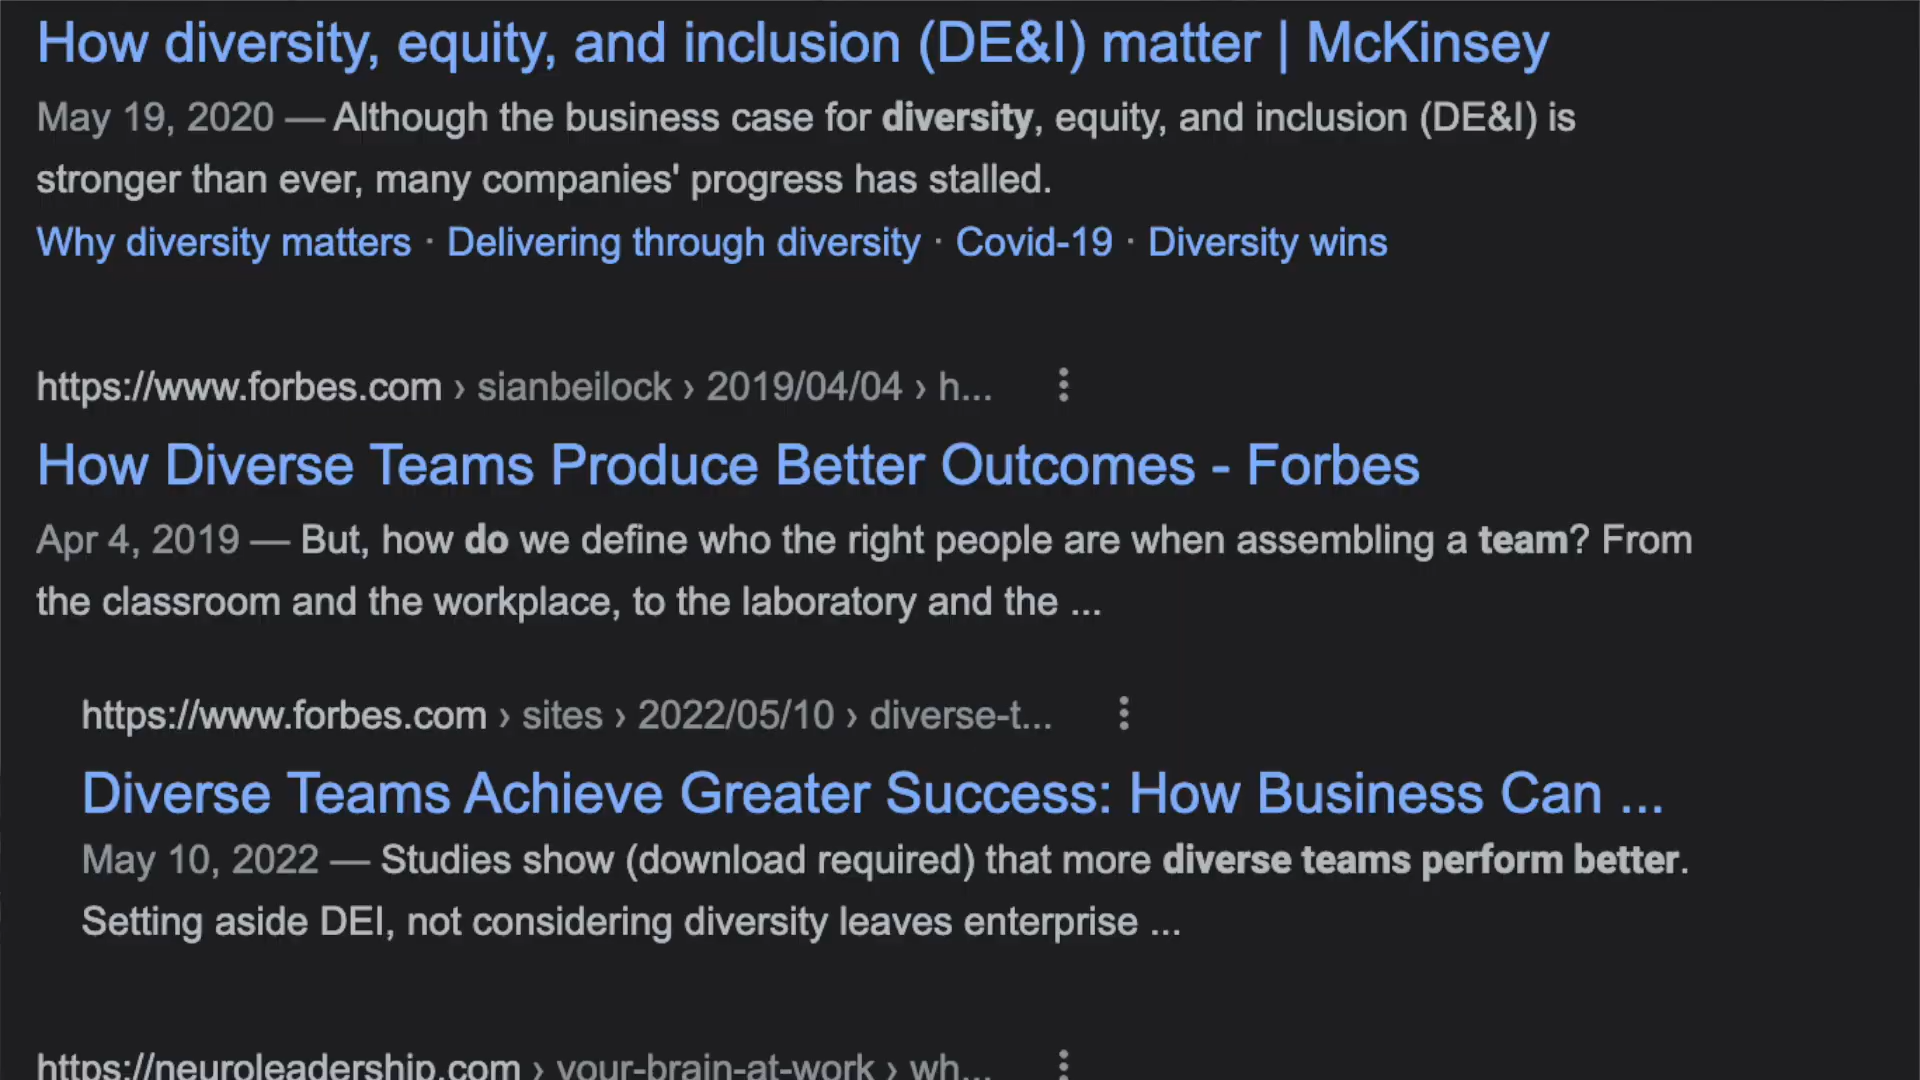 How diversity, equity, and inclusion (DE&I) matter | McKinsey
May 19, 2020 — Although the business case for diversity, equity, and inclusion (DE&I) is
stronger than ever, many companies' progress has stalled.
Why diversity matters · Delivering through diversity · Covid-19 · Diversity wins
https://www.forbes.com › sianbeilock › 2019/04/04 › h...
How Diverse Teams Produce Better Outcomes - Forbes
Apr 4, 2019 — But, how do we define who the right people are when assembling a team? From
the classroom and the workplace, to the laboratory and the ...
https://www.forbes.com › sites › 2022/05/10 › diverse-t...
Diverse Teams Achieve Greater Success: How Business Can ...
May 10, 2022 — Studies show (download required) that more diverse teams perform better.
Setting aside DEI, not considering diversity leaves enterprise ...
https://neuroleadership.com › your-brain-at-work › wh...